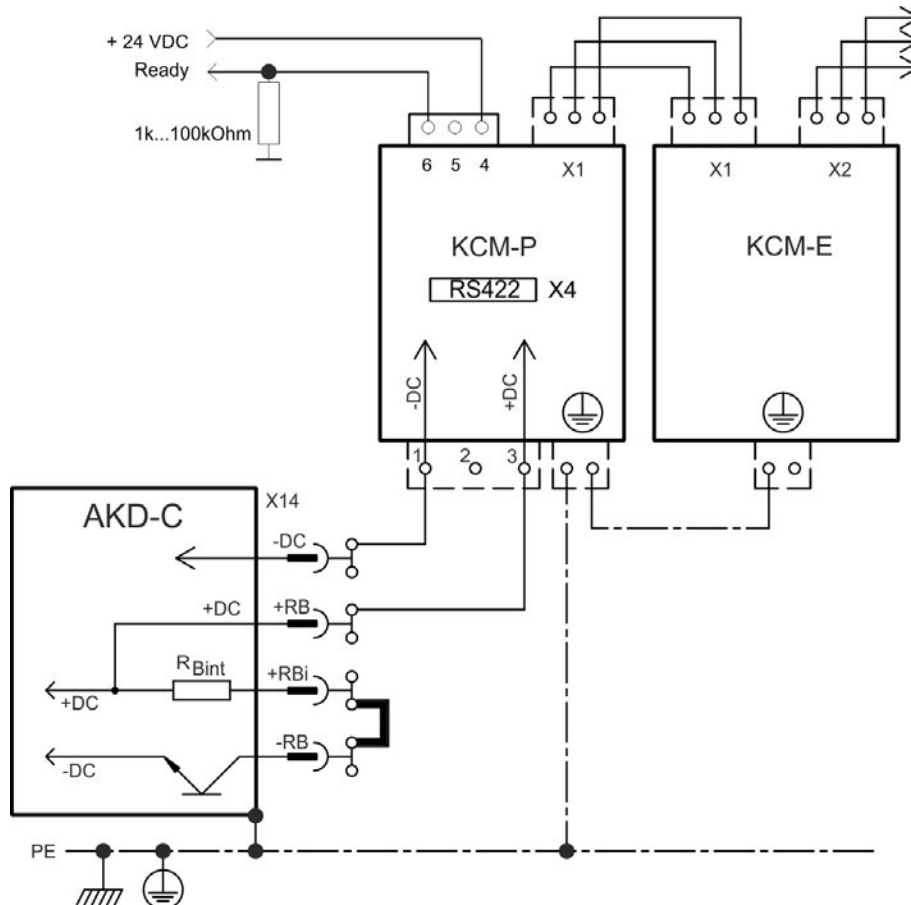 + 24 VDC
Ready
1k...100kOhm
6 5 4
X1
X1
X2
KCM-P
KCM-E
RS422
X4
-DC
+DC
1
2
3
AKD-C
X14
-DC
+DC
+RB
RBint
+RBi
+DC
-RB
-DC
PE